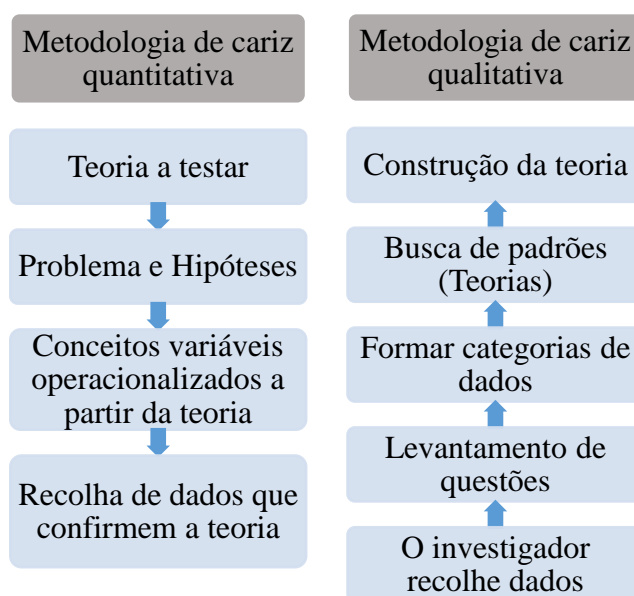 Metodologia de cariz
quantitativa
Teoria a testar
Problema e Hipóteses
Conceitos variáveis
operacionalizados a
partir da teoria
Recolha de dados que
confirmem a teoria
Metodologia de cariz
qualitativa
Construção da teoria
Busca de padrões
(Teorias)
Formar categorias de
dados
Levantamento de
questões
O investigador
recolhe dados